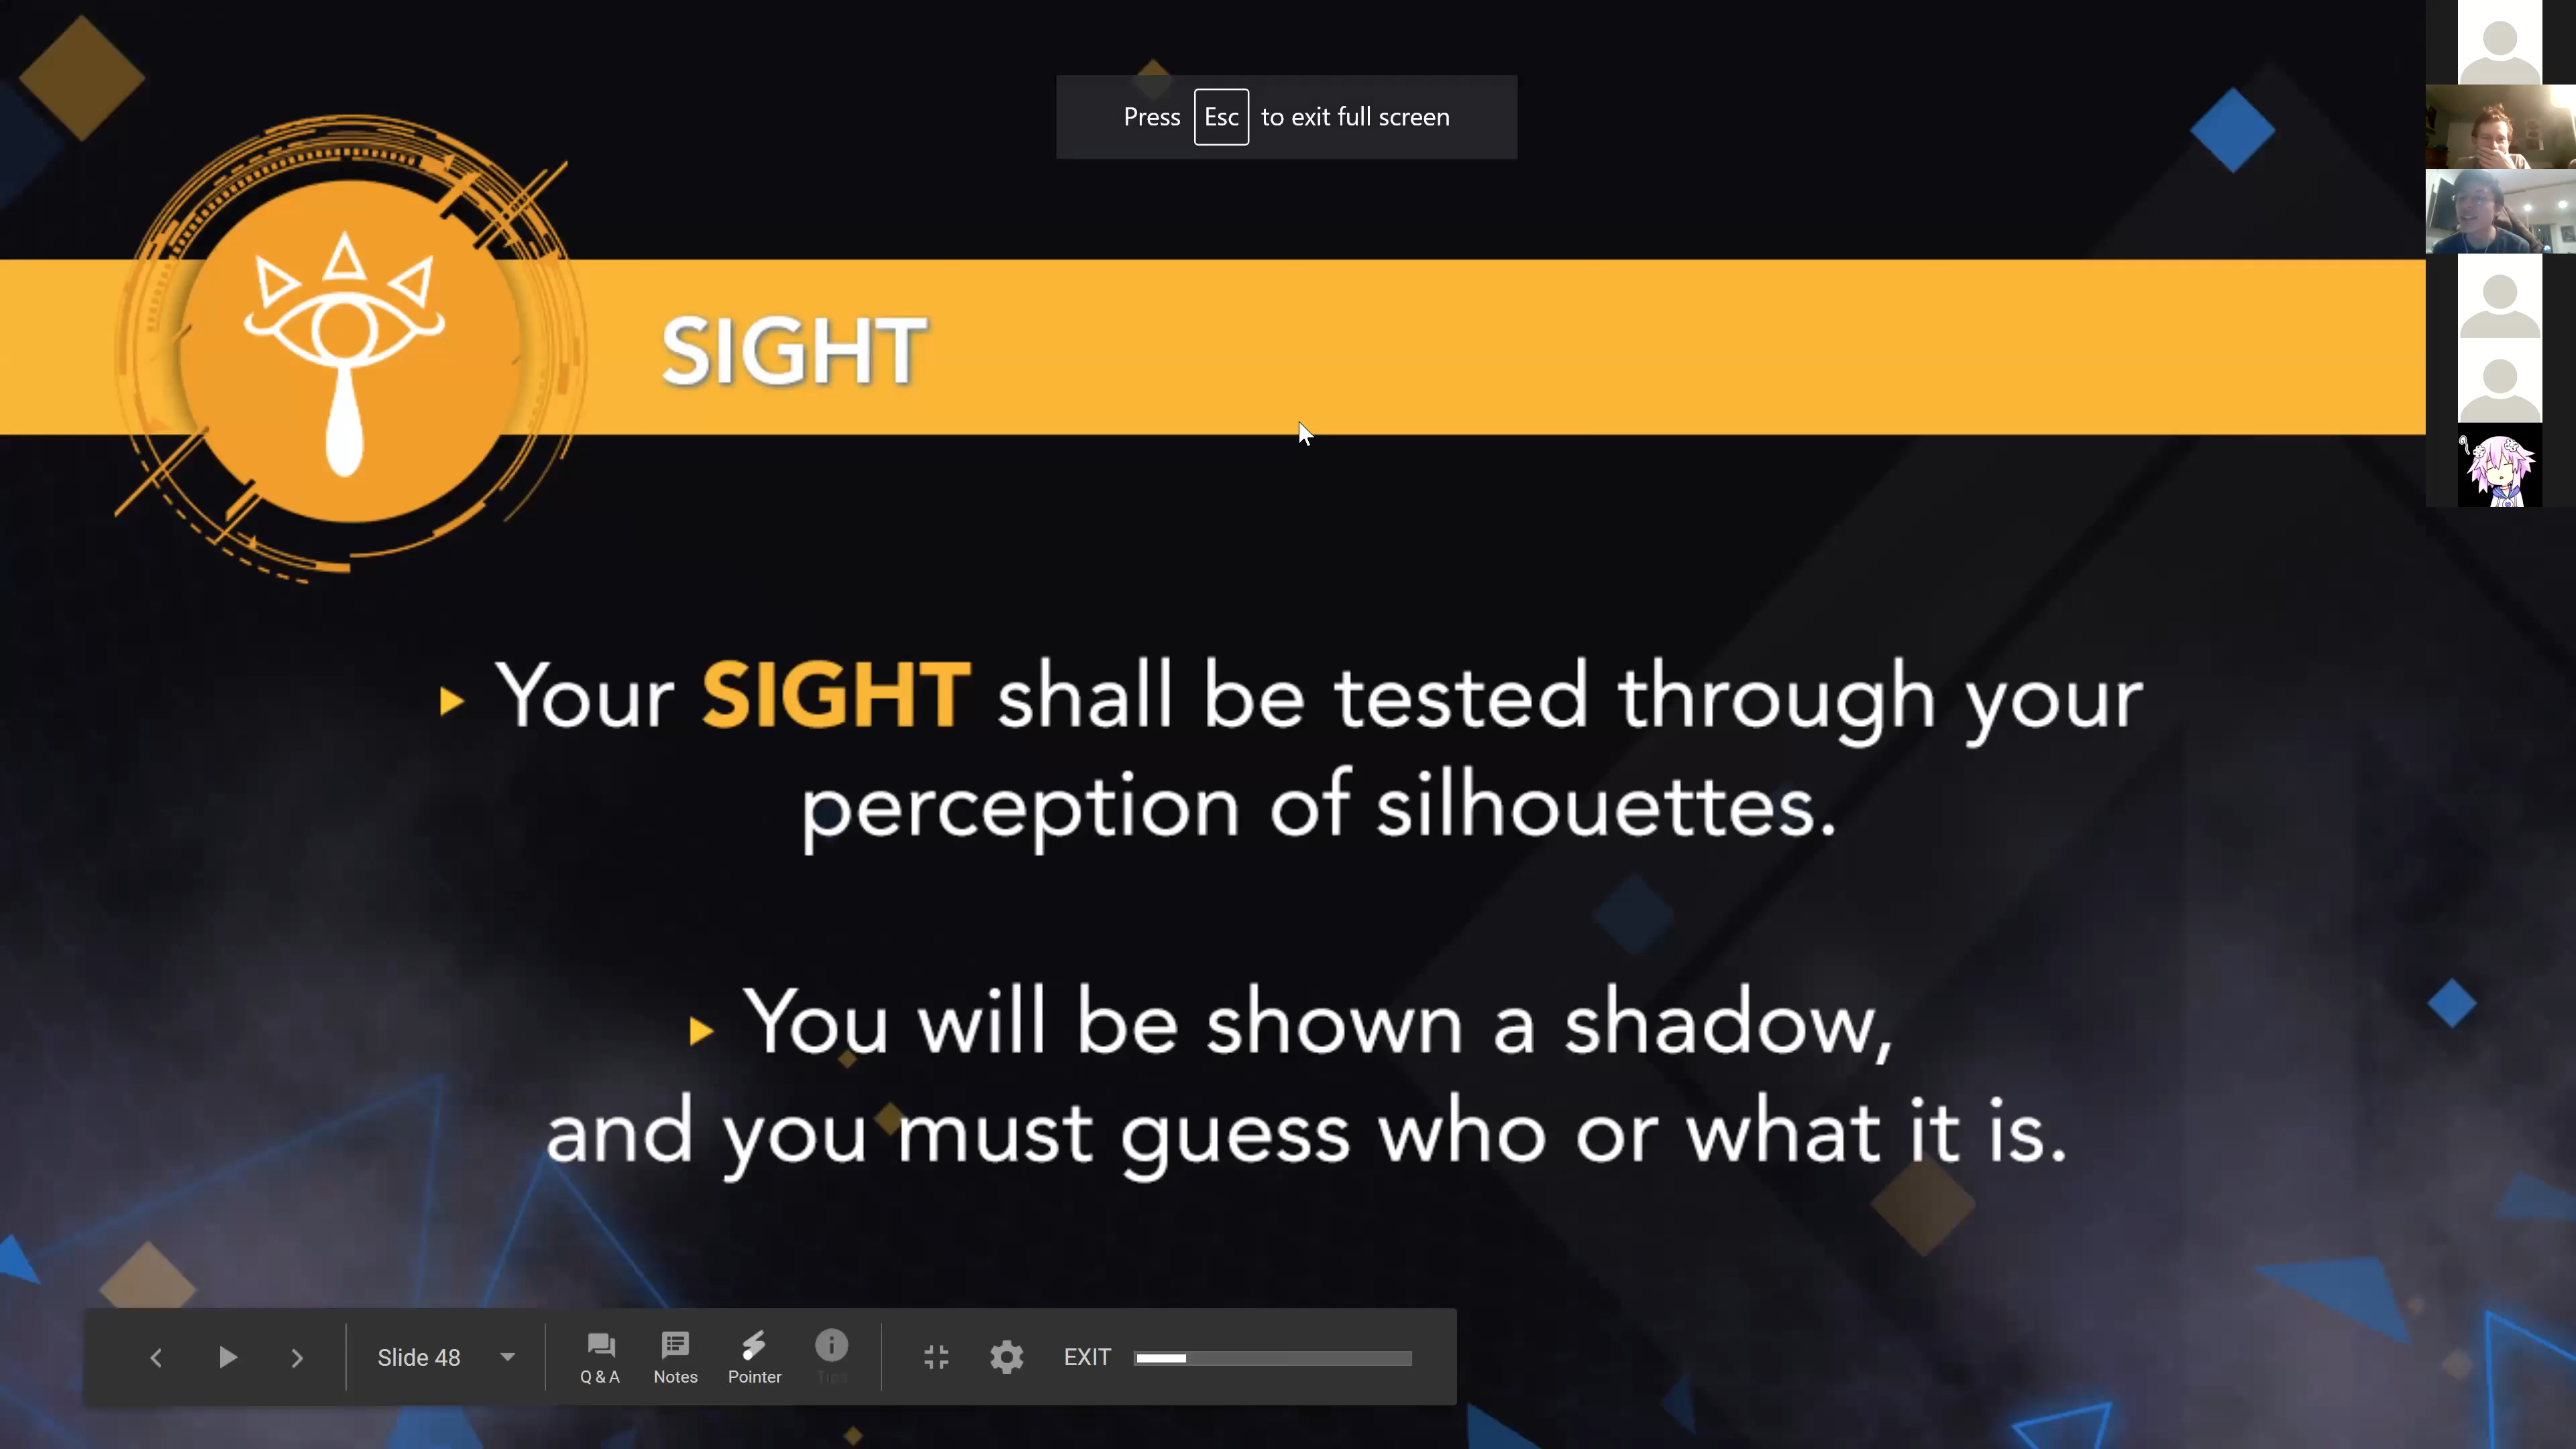 Press Esc to exit full screen
SIGHT
Your SIGHT shall be tested through your
perception of silhouettes.
You will be shown a shadow,
and you must guess who or what it is.
Slide 48
Q & A
Notes
Pointer
Tips
EXIT